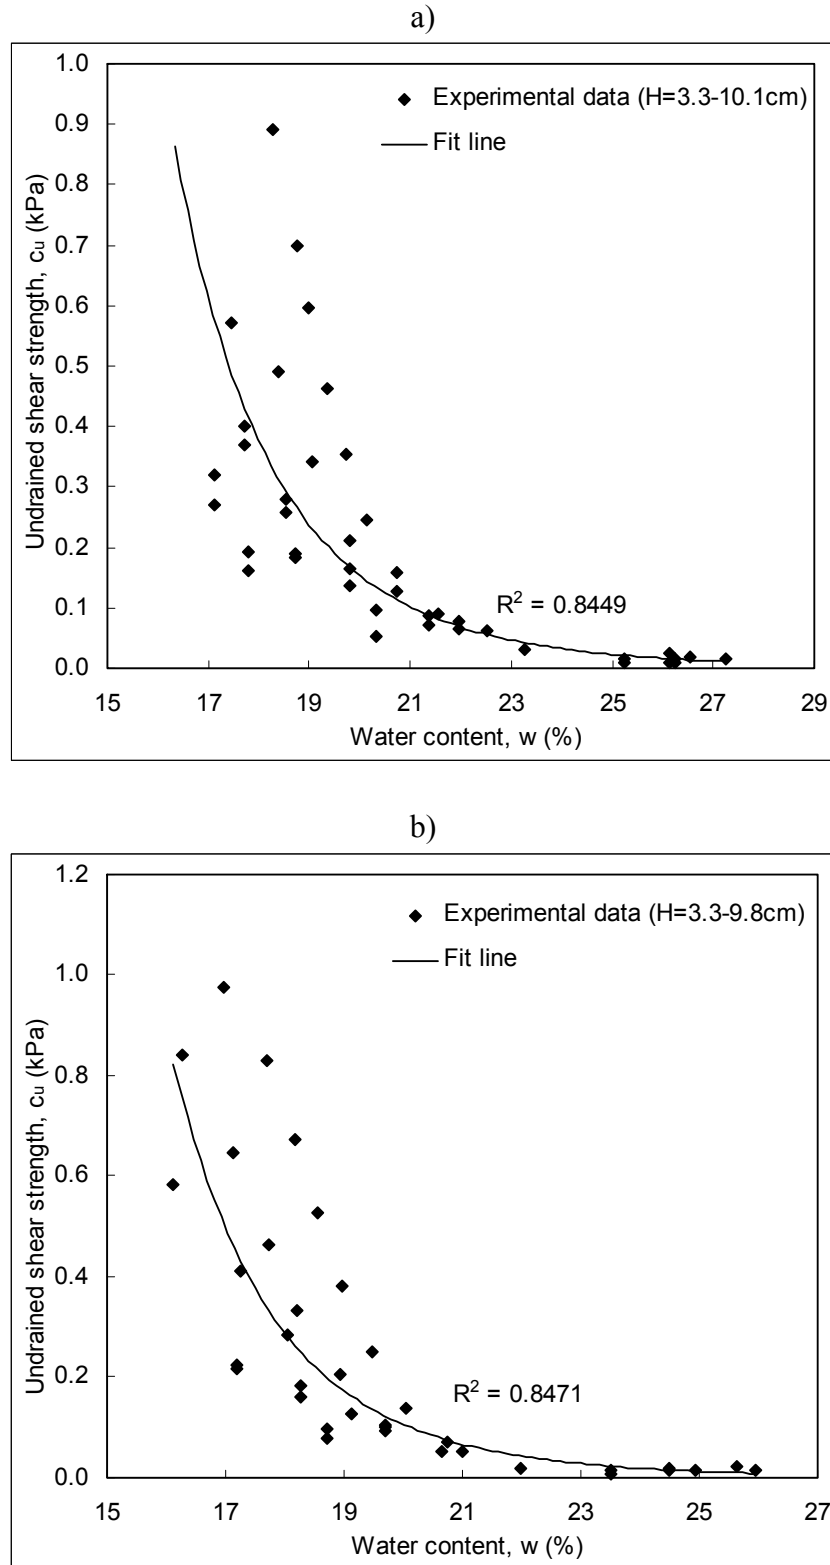 a)
1.0
0.9
0.8
0.7
0.6
0.5
0.4
0.3
0.2
0.1
0.0
Undrained shear strength, cu (kPa)
Experimental data (H=3.3-10.1cm)
Fit line
R² = 0.8449
15 17 19 21 23 25 27 29
Water content, w (%)
b)
1.2
1.0
0.8
0.6
0.4
0.2
0.0
Undrained shear strength, cu (kPa)
Experimental data (H=3.3-9.8cm)
Fit line
R² = 0.8471
15 17 19 21 23 25 27
Water content, w (%)